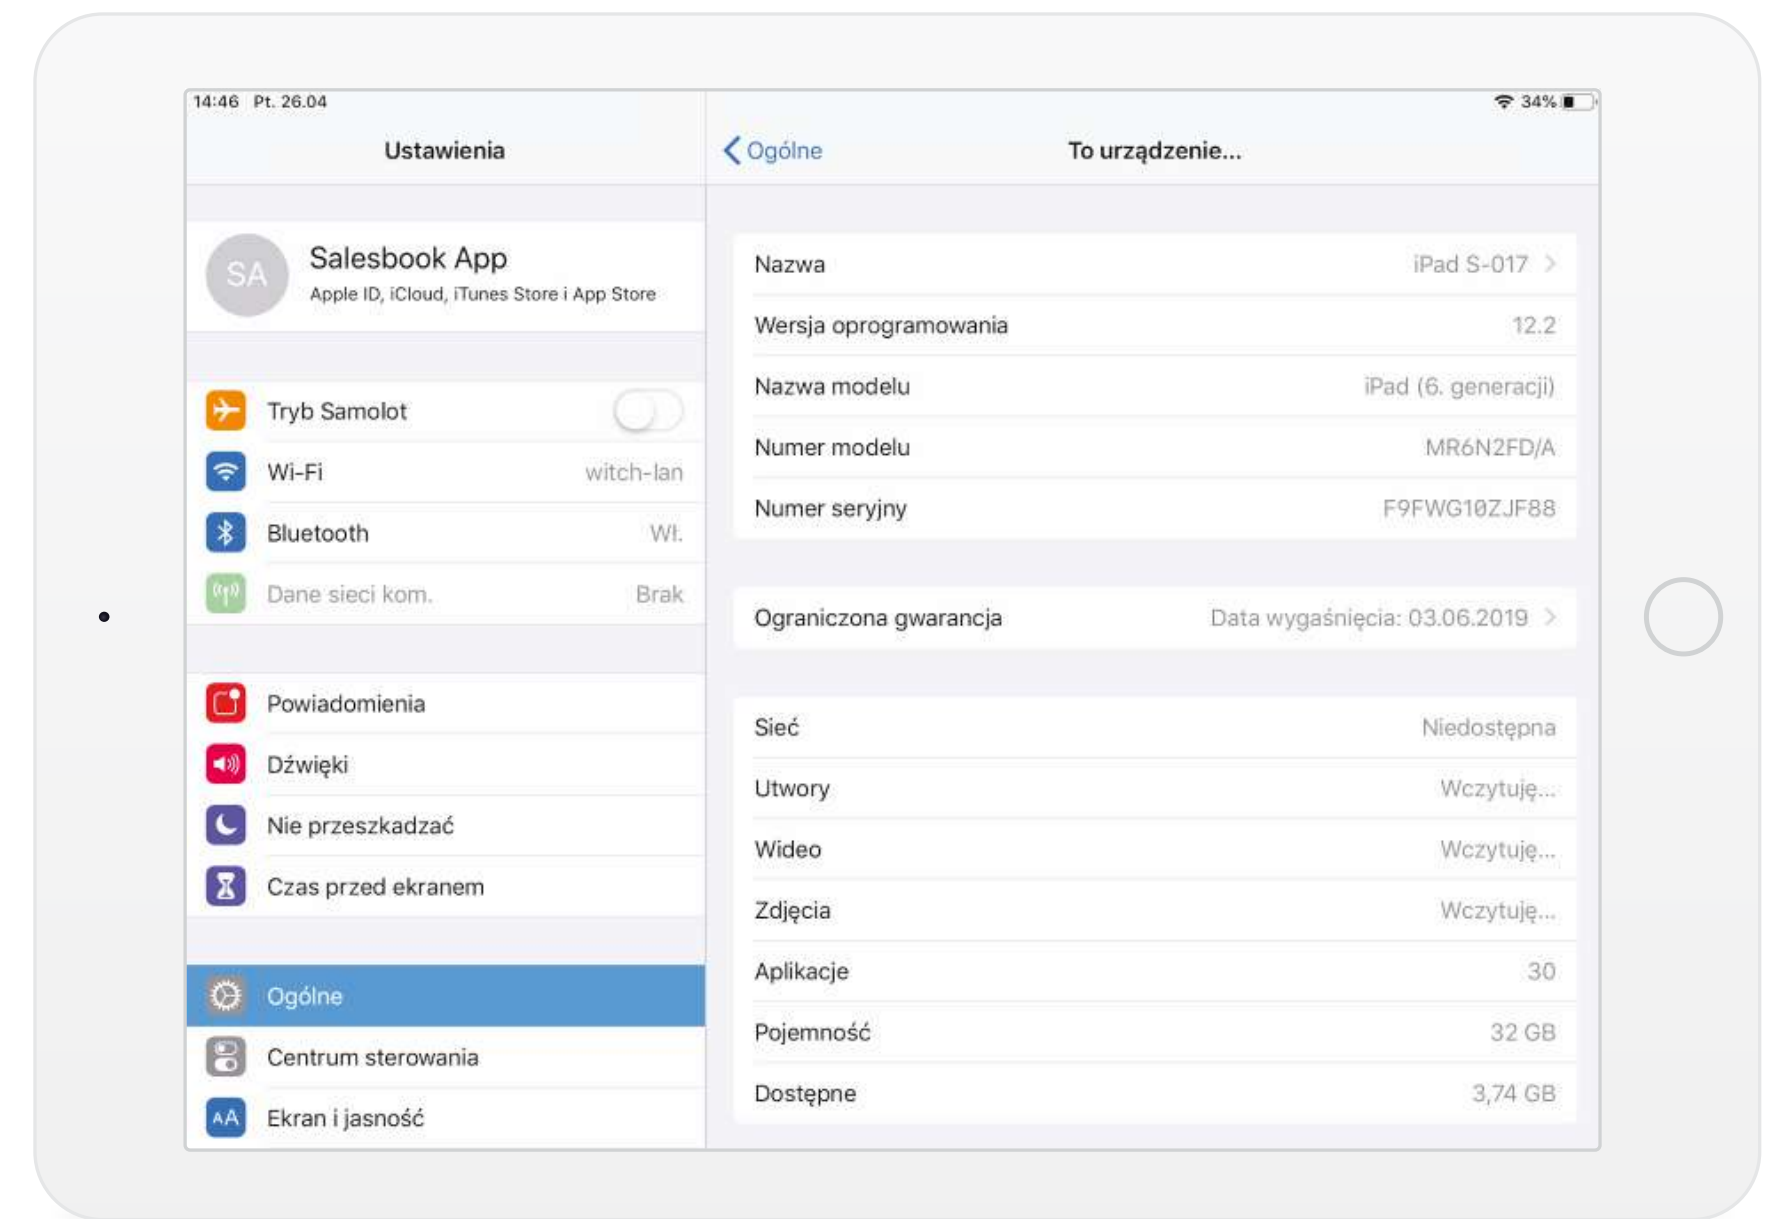 14:46 Pt. 26.04
34%
Ustawienia
SA
Salesbook App
Apple ID, iCloud, iTunes Store i App Store
Tryb Samolot
Wi-Fi witch-lan
Bluetooth Wł.
Dane sieci kom. Brak
Powiadomienia
Dźwięki
Nie przeszkadzać
Czas przed ekranem
Ogólne
Centrum sterowania
AA Ekran i jasność
Ogólne To urządzenie...
Nazwa iPad S-017
Wersja oprogramowania 12.2
Nazwa modelu iPad (6. generacji)
Numer modelu MR6N2FD/A
Numer seryjny F9FWG10ZJF88
Ograniczona gwarancja Data wygaśnięcia: 03.06.2019
Sieć Niedostępna
Utwory Wczytuję...
Wideo Wczytuję...
Zdjęcia Wczytuję...
Aplikacje 30
Pojemność 32 GB
Dostępne 3,74 GB